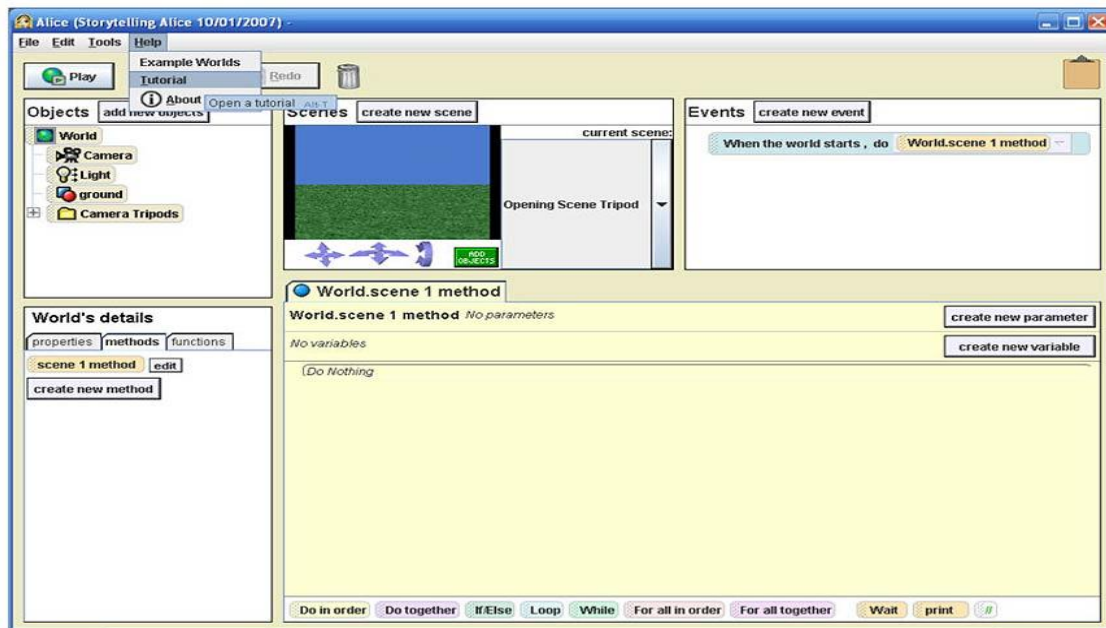 Alice (Storytelling Alice 10/01/2007) -
File Edit Tools Help
Example Worlds
Tutorial
About
Open a tutorial Alt-T
Play
Redo
Objects
add new objects
World
Camera
Light
ground
Camera Tripods
Scenes
create new scene
current scene:
Opening Scene Tripod
ADD
OBJECTS
Events
create new event
When the world starts , do World.scene 1 method
World's details
properties methods functions
scene 1 method edit
create new method
World.scene 1 method
World.scene 1 method No parameters
create new parameter
No variables
create new variable
Do Nothing
Do in order Do together If/Else Loop While For all in order For all together Wait print //